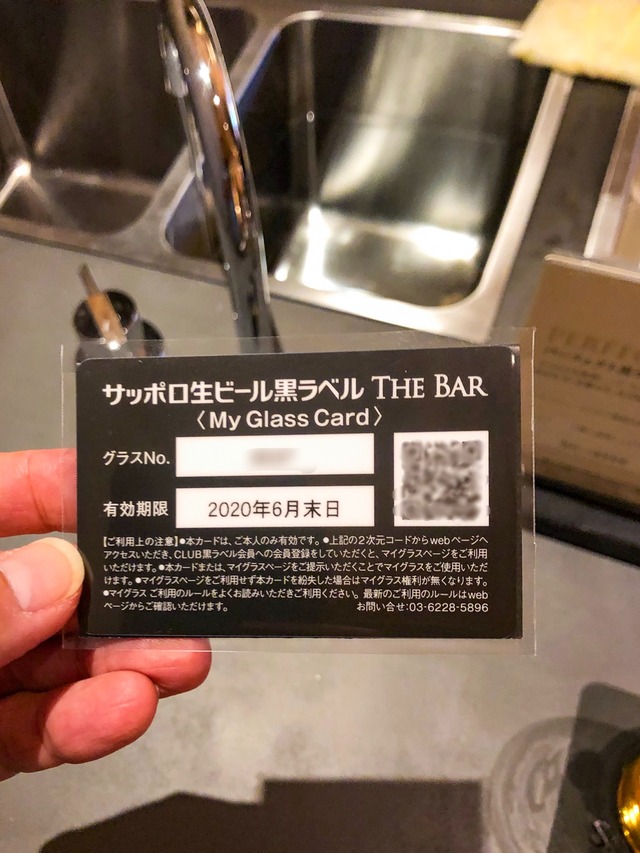 サッポロ生ビール黒ラベル THE BAR
〈My Glass Card〉
グラスNo.
有効期限 2020年6月末日
【ご利用上の注意】●本カードは、ご本人のみ有効です。●上記の2次元コードからwebページへ
アクセスいただき、CLUB黒ラベル会員への会員登録をしていただくと、マイグラスページをご利用
いただけます。●本カードまたは、マイグラスページをご提示いただくことでマイグラスをご使用いただ
けます。●マイグラスページをご利用せず本カードを紛失した場合はマイグラス権利が無くなります。
●マイグラス ご利用のルールをよくお読みいただきご利用ください。最新のご利用のルールはweb
ページからご確認いただけます。 お問い合せ:03-6228-5896